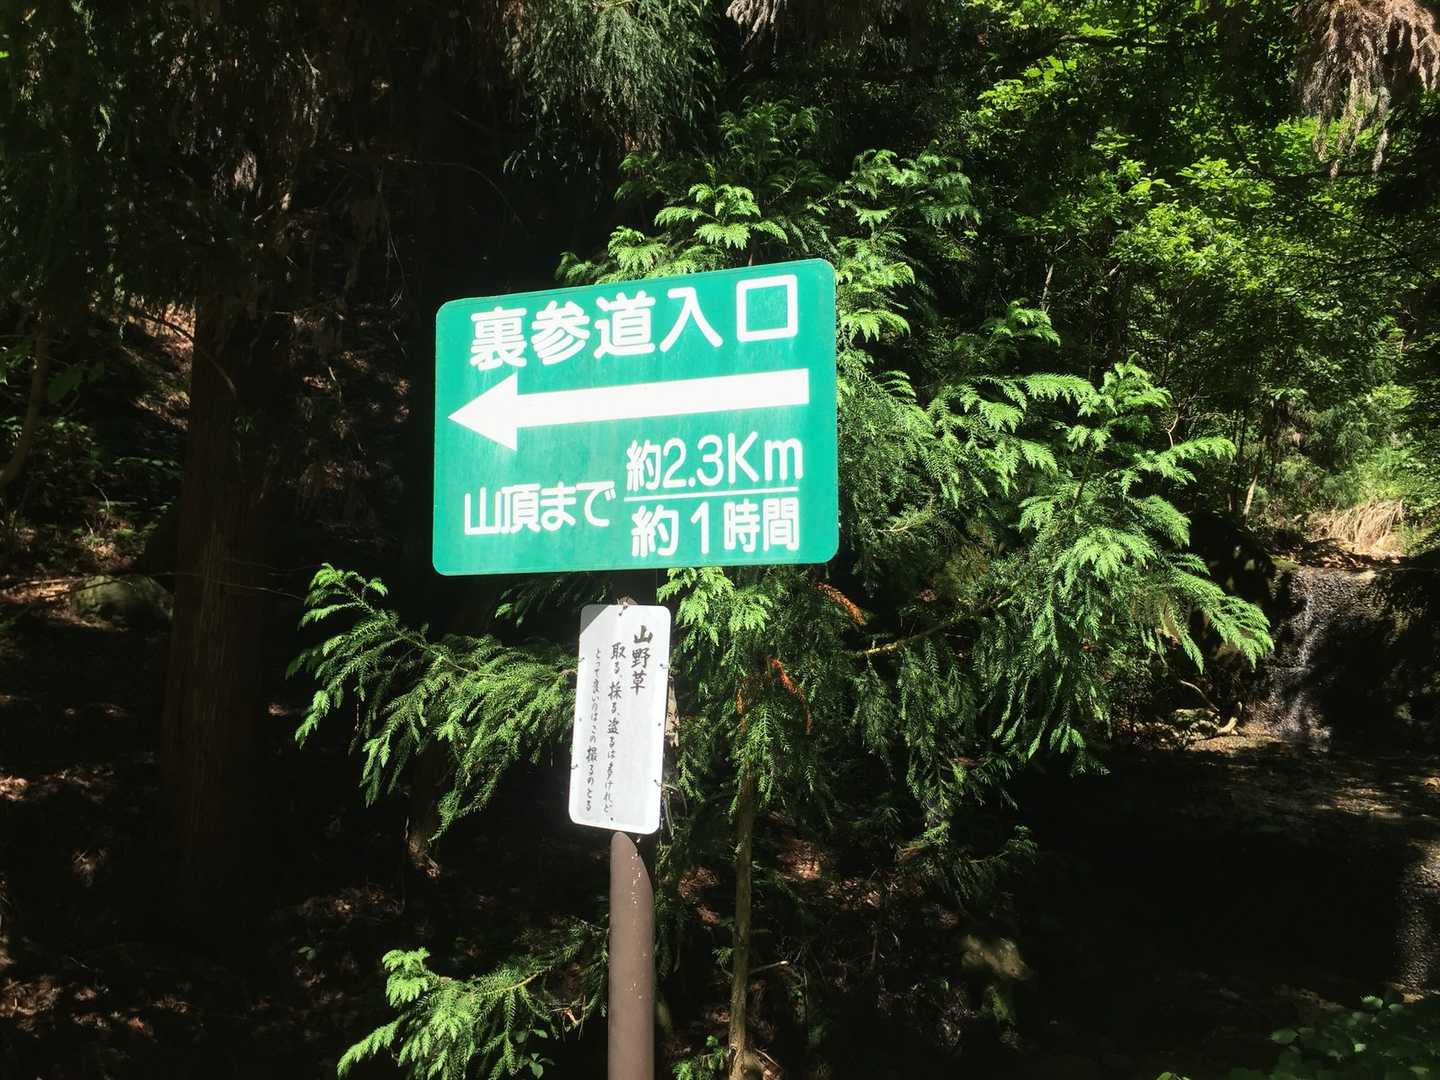 裏参道入口
山頂まで
約2.3Km
約1時間
山野草
取る、採る、盗るは多けれど、
とって良いのはこの撮るのとる